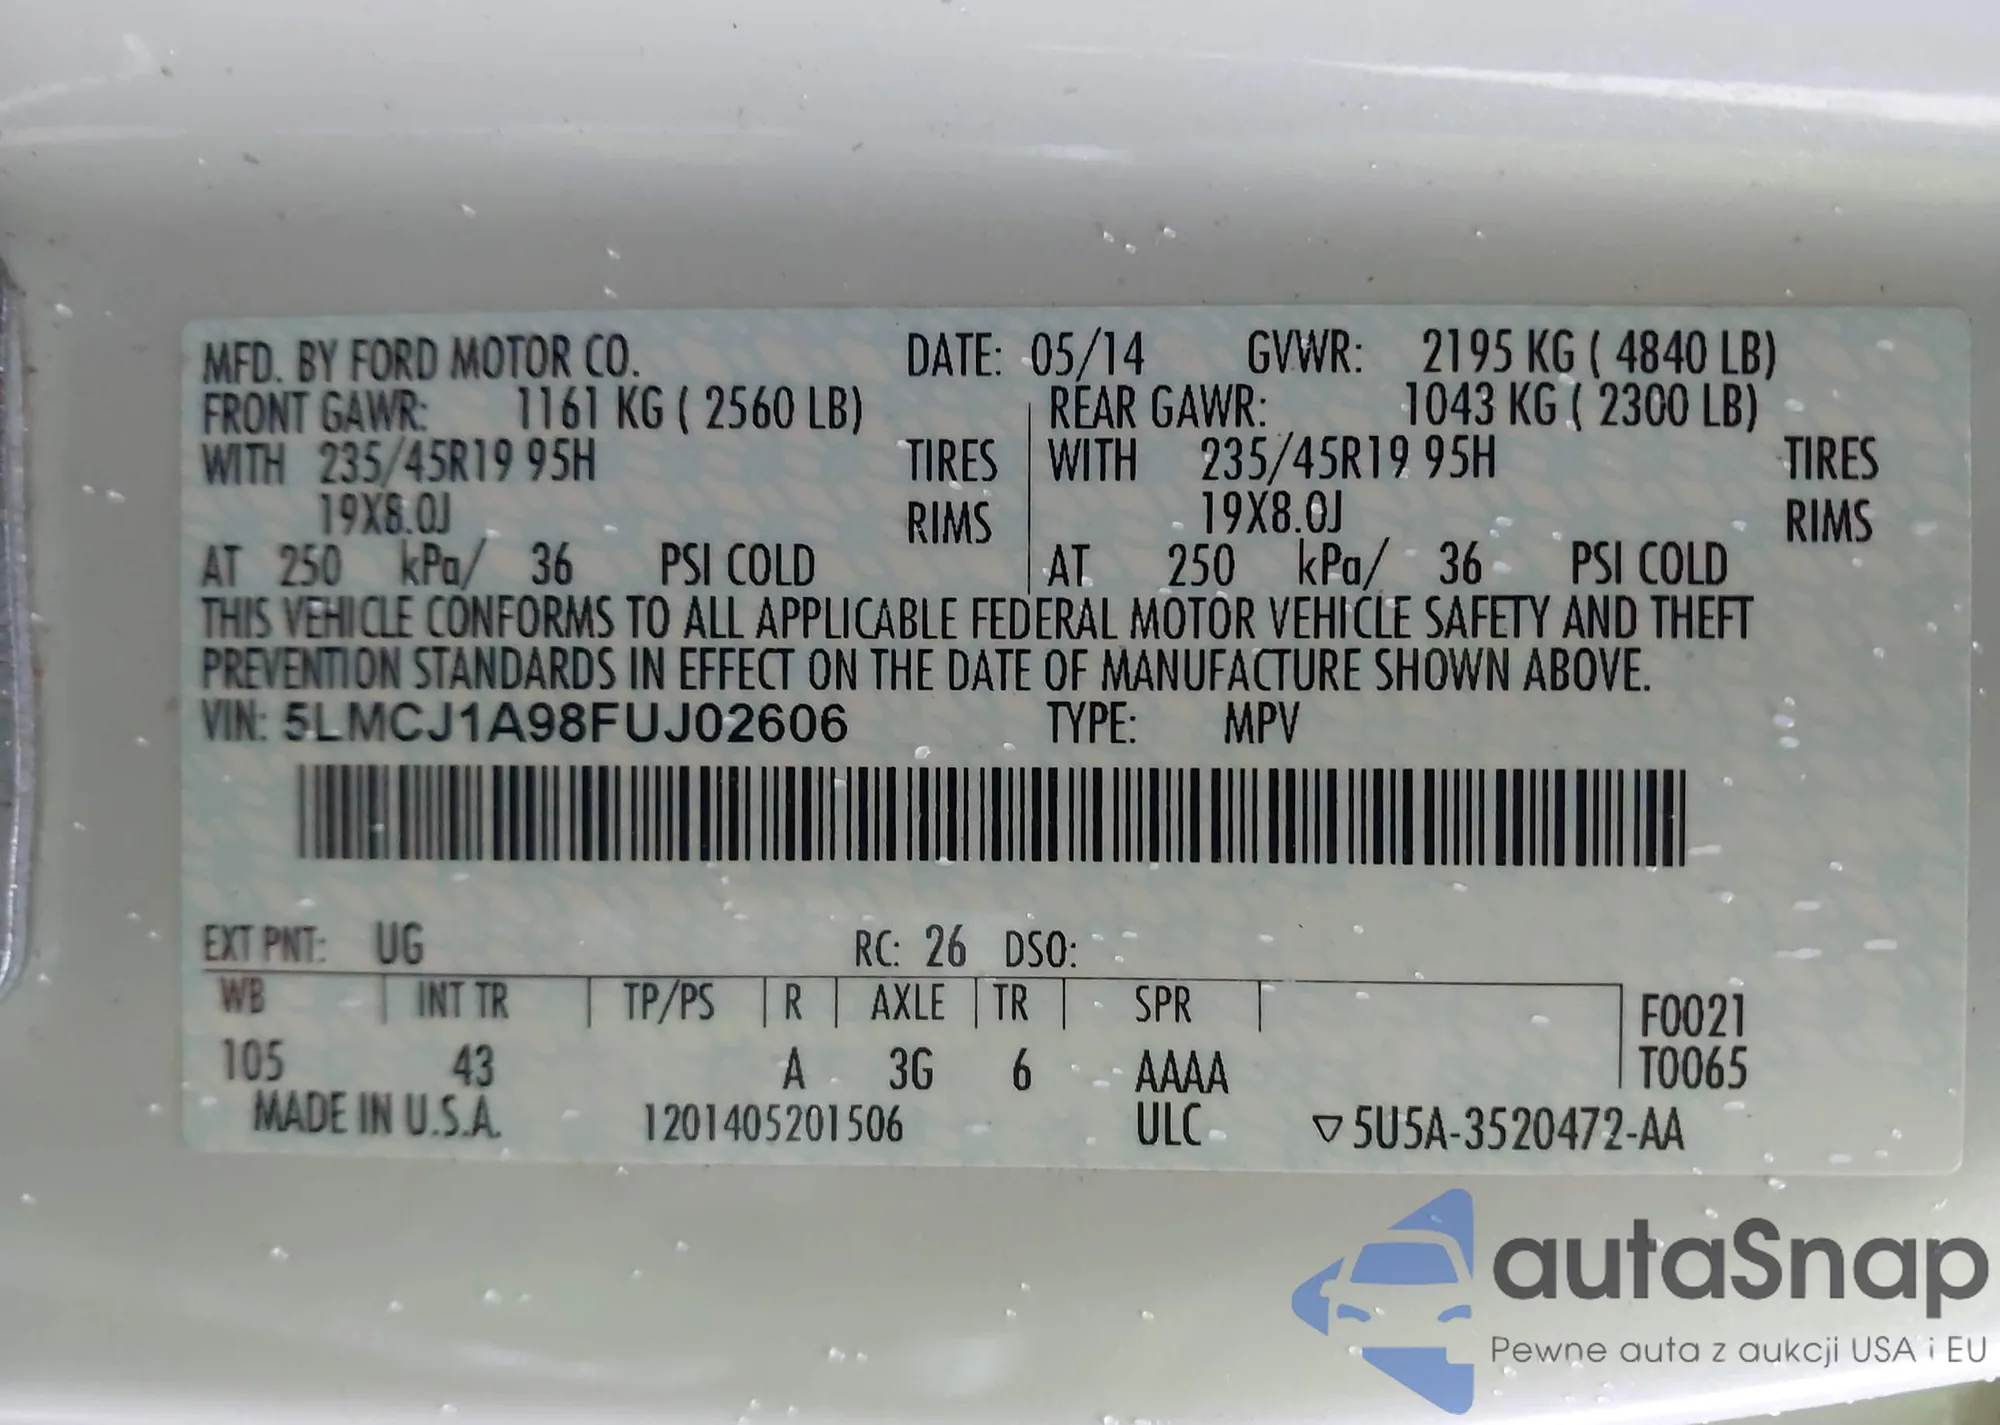 MFD. BY FORD MOTOR CO. DATE: 05/14 GVWR: 2195 KG ( 4840 LB)
FRONT GAWR: 1161 KG ( 2560 LB) REAR GAWR: 1043 KG ( 2300 LB)
WITH 235/45R19 95H TIRES WITH 235/45R19 95H TIRES
19X8.0J RIMS 19X8.0J RIMS
AT 250 kPa/ 36 PSI COLD AT 250 kPa/ 36 PSI COLD
THIS VEHICLE CONFORMS TO ALL APPLICABLE FEDERAL MOTOR VEHICLE SAFETY AND THEFT
PREVENTION STANDARDS IN EFFECT ON THE DATE OF MANUFACTURE SHOWN ABOVE.
VIN: 5LMCJ1A98FUJ02606 TYPE: MPV
EXT PNT: UG RC: 26 DSO:
WB INT TR TP/PS R AXLE TR SPR F0021
105 43 A 3G 6 AAAA T0065
MADE IN U.S.A. 1201405201506 ULC ▽5U5A-3520472-AA
autaSnap
Pewne auta z aukcji USA i EU